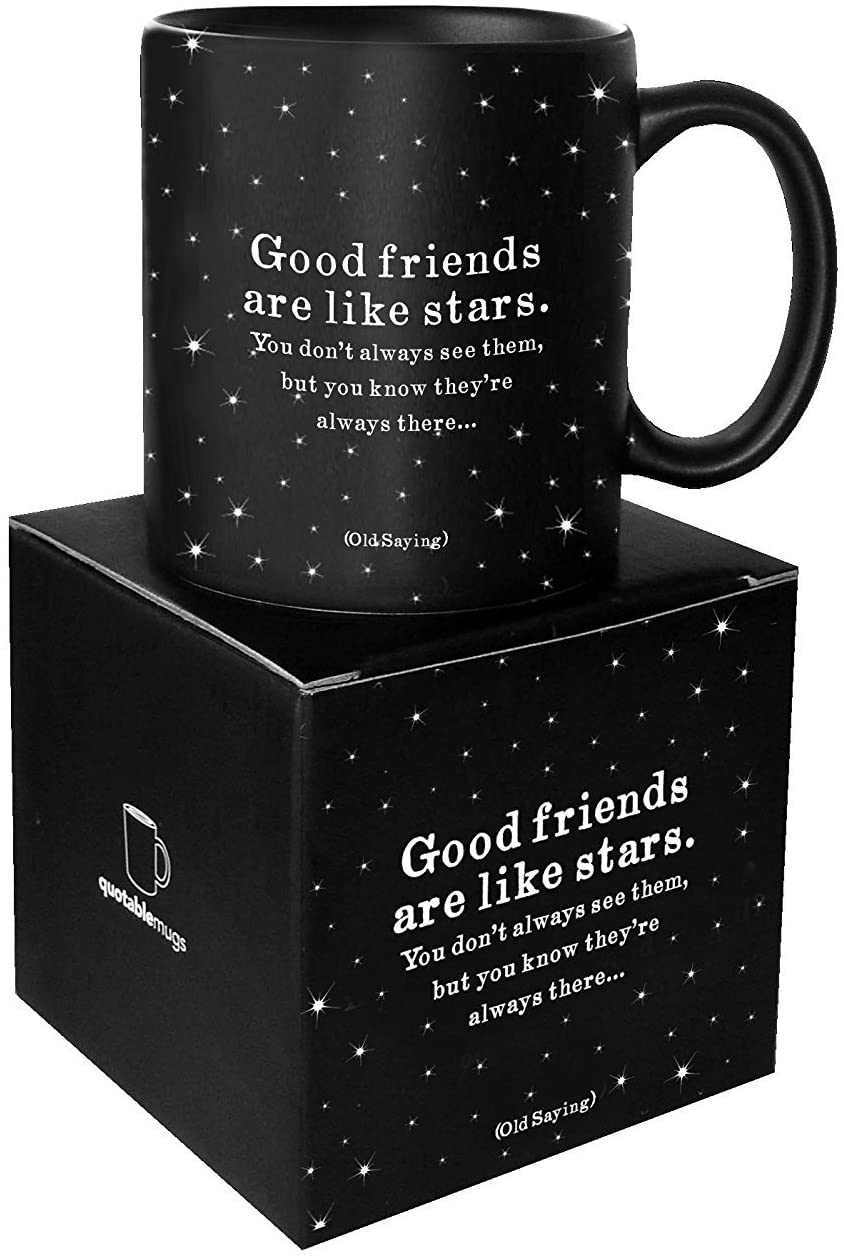 Good friends
are like stars.
You don't always see them,
but you know they're
always there...
(Old Saying)
quotablemugs
Good friends
are like stars.
You don't always see them,
but you know they're
always there...
(Old Saying)